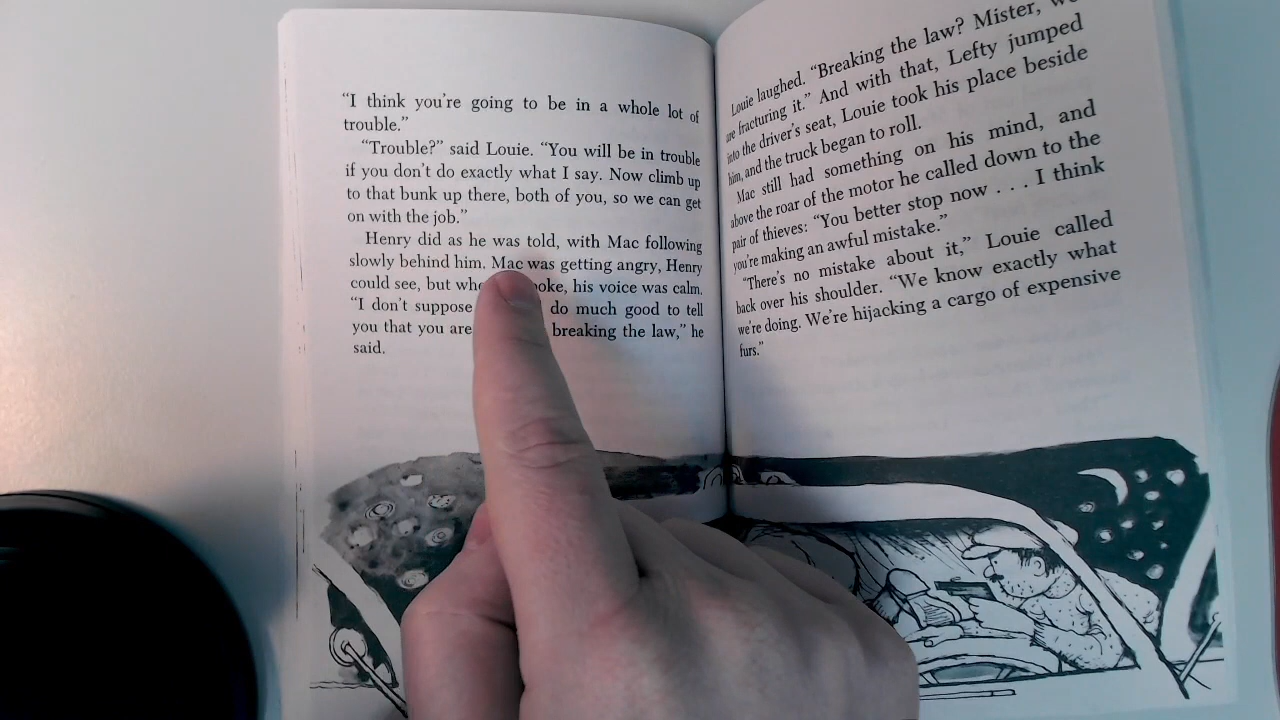 “I think you’re going to be in a whole lot of
trouble.”
“Trouble?” said Louie. “You will be in trouble
if you don’t do exactly what I say. Now climb up
to that bunk up there, both of you, so we can get
on with the job.”
Henry did as he was told, with Mac following
slowly behind him. Mac was getting angry, Henry
could see, but his voice was calm.
“I don’t suppose do much good to tell
you that you are breaking the law,” he
said.
Louie laughed. “Breaking the law? Mister,
are fracturing it.” And with that, Lefty jumped
into the driver’s seat, Louie took his place beside
him, and the truck began to roll.
Mac still had something on his mind, and
above the roar of the motor he called down to the
pair of thieves: “You better stop now . . . I think
you’re making an awful mistake.”
“There’s no mistake about it,” Louie called
back over his shoulder. “We know exactly what
we’re doing. We’re hijacking a cargo of expensive
furs.”